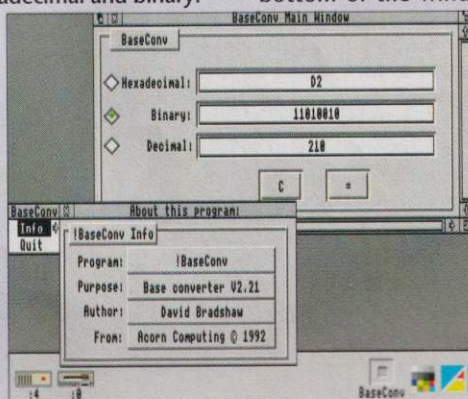 adecimal and binary.
bottom of the
BaseConv Main Window
BaseConv
Hexadecimal: D2
Binary: 11010010
Decimal: 210
C =
BaseConv
Info
Quit
About this program:
!BaseConv Info
Program: !BaseConv
Purpose: Base converter V2.21
Author: David Bradshaw
From: Acorn Computing © 1992
:4 :0 BaseConv